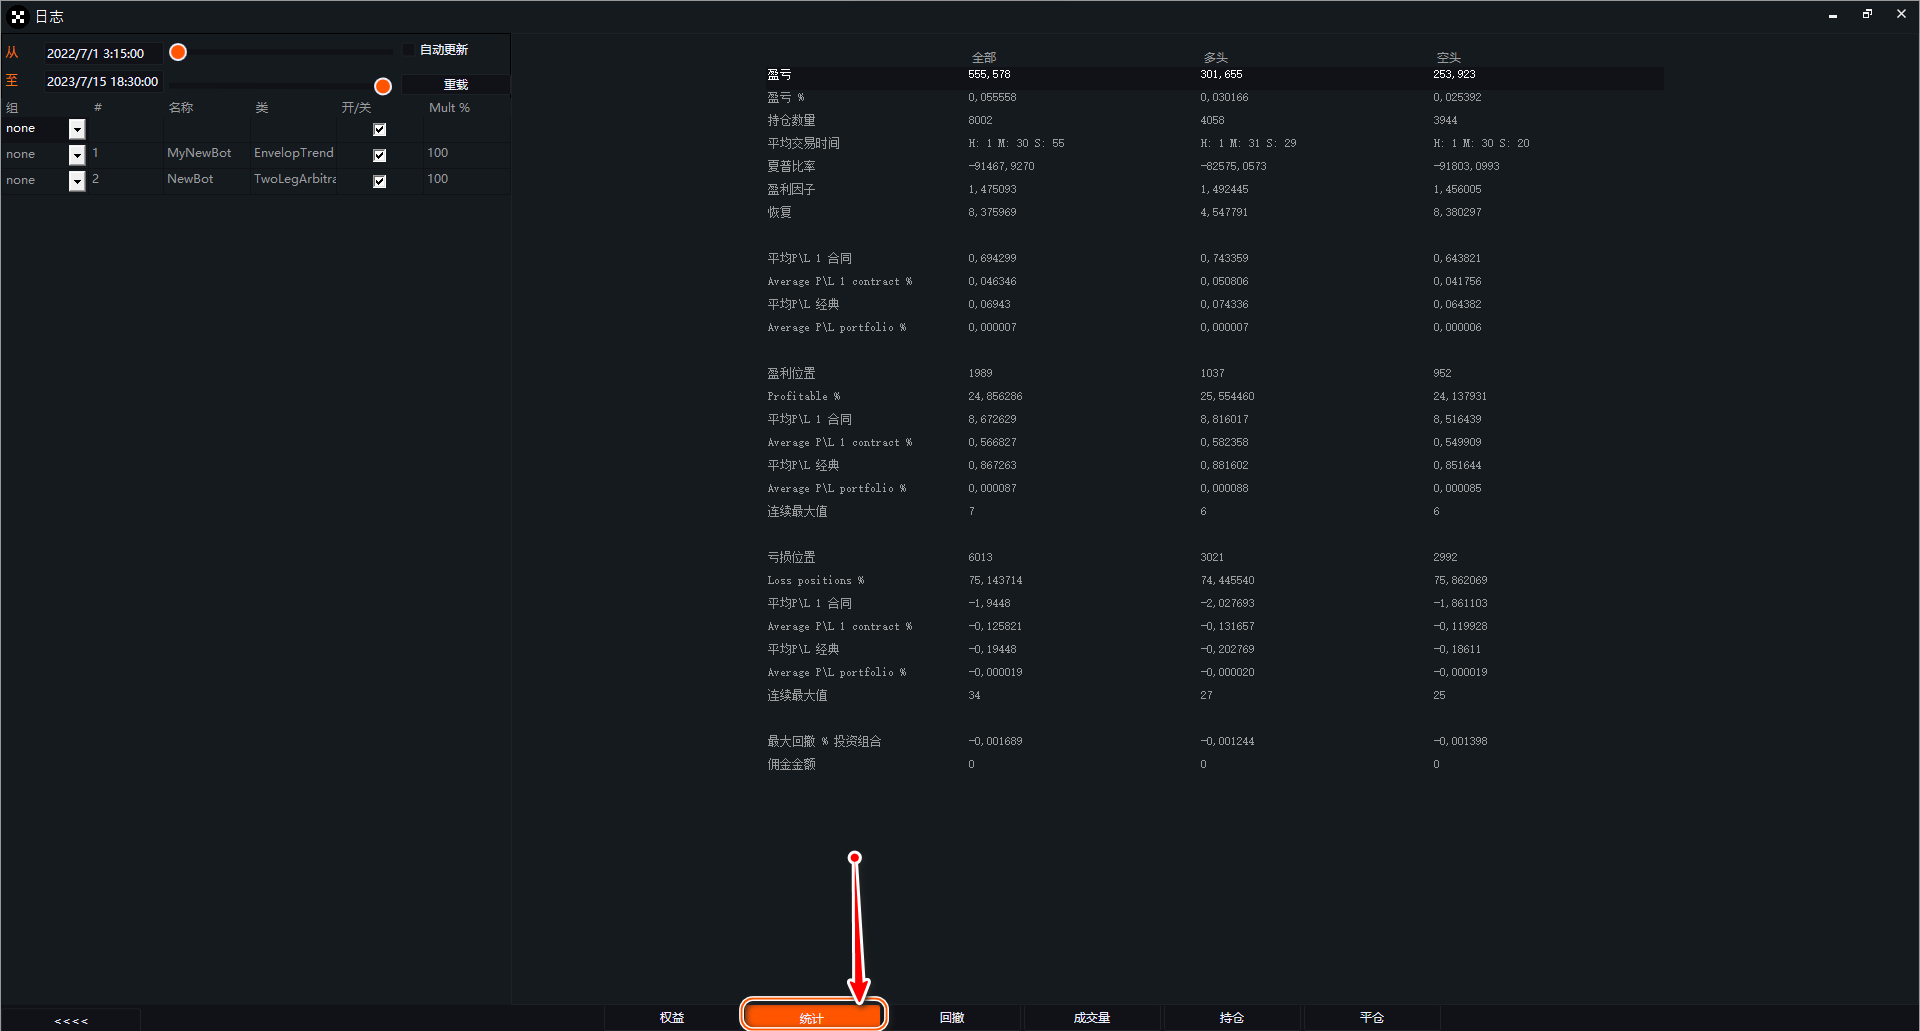 日志
从 2022/7/1 3:15:00 自动更新
至 2023/7/15 18:30:00 重载
组 # 名称 类 开/关 Mult %
none
none 1 MyNewBot EnvelopTrend 100
none 2 NewBot TwoLegArbitra 100
全部 多头 空头
盈亏 555,578 301,655 253,923
盈亏 % 0,055558 0,030166 0,025392
持仓数量 8002 4058 3944
平均交易时间 H: 1 M: 30 S: 55 H: 1 M: 31 S: 29 H: 1 M: 30 S: 20
夏普比率 -91467,9270 -82575,0573 -91803,0993
盈利因子 1,475093 1,492445 1,456005
恢复 8,375969 4,547791 8,380297
平均P\L 1 合同 0,694299 0,743359 0,643821
Average P\L 1 contract % 0,046346 0,050806 0,041756
平均P\L 经典 0,06943 0,074336 0,064382
Average P\L portfolio % 0,000007 0,000007 0,000006
盈利位置 1989 1037 952
Profitable % 24,856286 25,554460 24,137931
平均P\L 1 合同 8,672629 8,816017 8,516439
Average P\L 1 contract % 0,566827 0,582358 0,549909
平均P\L 经典 0,867263 0,881602 0,851644
Average P\L portfolio % 0,000087 0,000088 0,000085
连续最大值 7 6 6
亏损位置 6013 3021 2992
Loss positions % 75,143714 74,445540 75,862069
平均P\L 1 合同 -1,9448 -2,027693 -1,861103
Average P\L 1 contract % -0,125821 -0,131657 -0,119928
平均P\L 经典 -0,19448 -0,202769 -0,18611
Average P\L portfolio % -0,000019 -0,000020 -0,000019
连续最大值 34 27 25
最大回撤 % 投资组合 -0,001689 -0,001244 -0,001398
佣金金额 0 0 0
<<<< 权益 统计 回撤 成交量 持仓 平仓